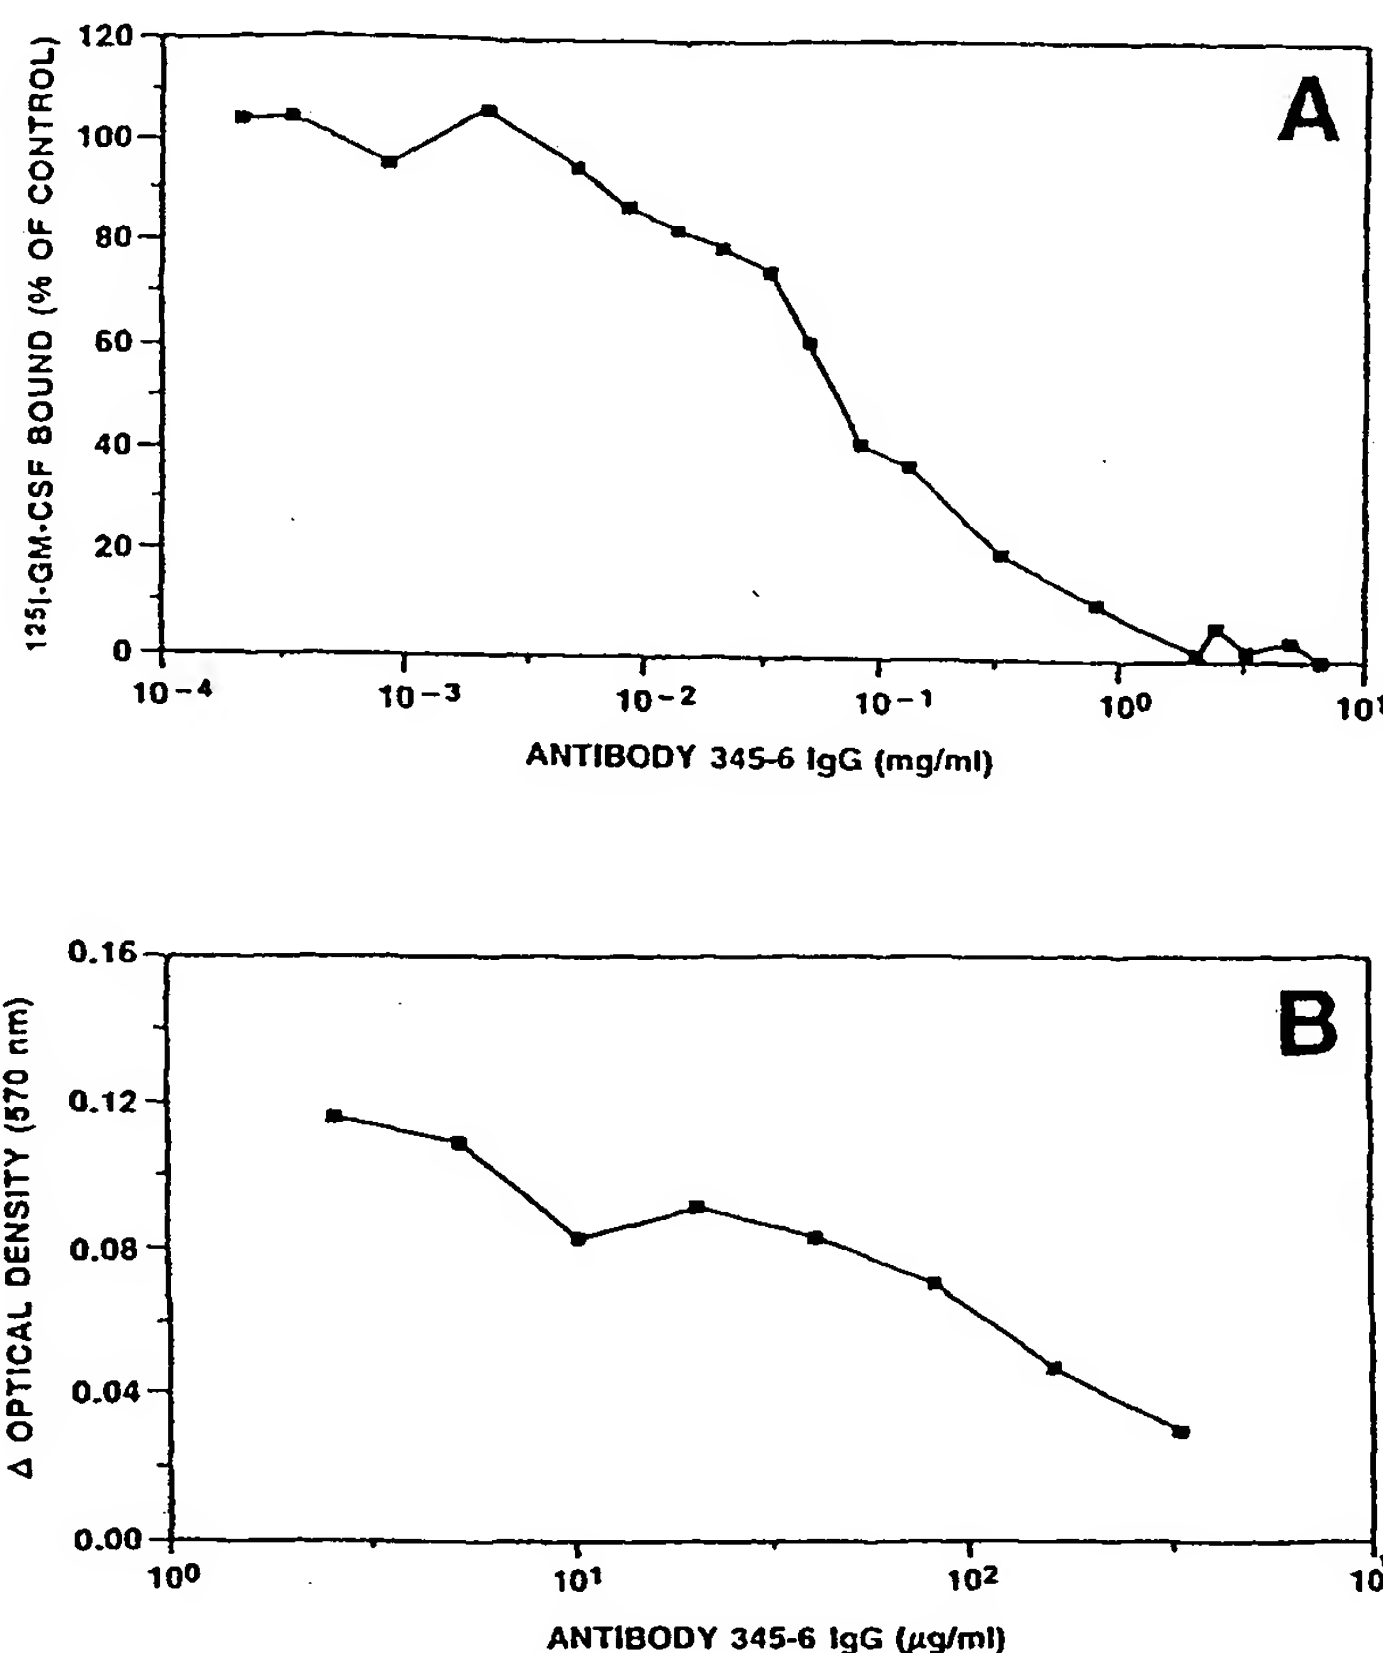 120
A
100
80
60
40
20
0
¹²⁵I-GM-CSF BOUND (% OF CONTROL)
10⁻⁴ 10⁻³ 10⁻² 10⁻¹ 10⁰ 10¹
ANTIBODY 345-6 IgG (mg/ml)
0.16
B
0.12
0.08
0.04
0.00
Δ OPTICAL DENSITY (570 nm)
10⁰ 10¹ 10² 10
ANTIBODY 345-6 IgG (μg/ml)